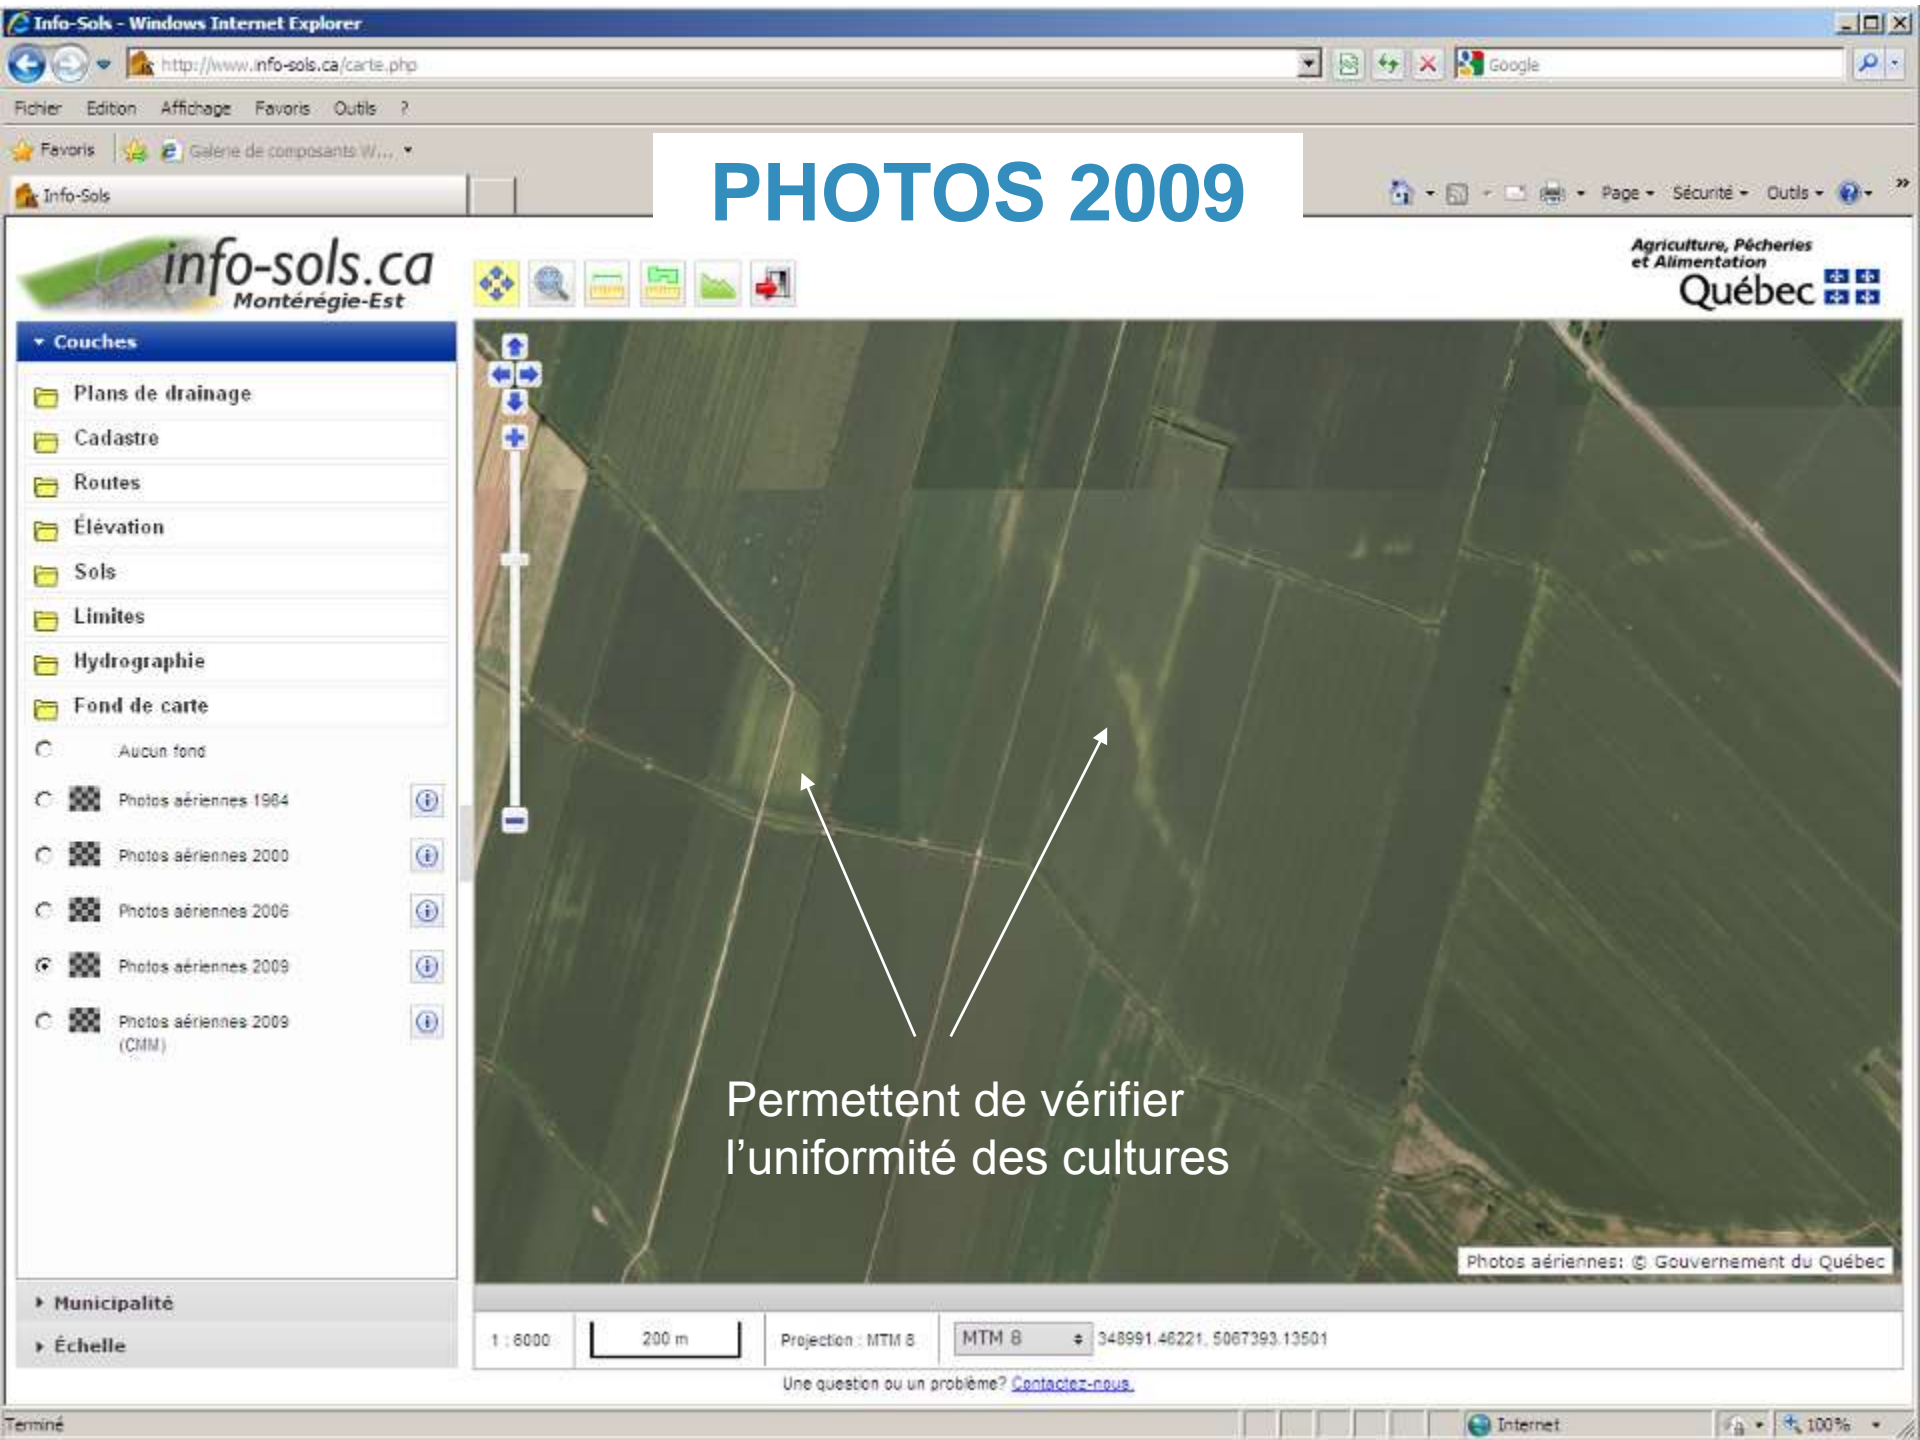 Info-Sols - Windows Internet Explorer
http://www.info-sols.ca/carte.php
Google
Fichier Edition Affichage Favoris Outils ?
Favoris Galerie de composants W...
PHOTOS 2009
Info-Sols
Page Sécurité Outils
info-sols.ca
Montérégie-Est
Agriculture, Pêcheries
et Alimentation
Québec
Couches
Plans de drainage
Cadastre
Routes
Élévation
Sols
Limites
Hydrographie
Fond de carte
Aucun fond
Photos aériennes 1964
Photos aériennes 2000
Photos aériennes 2006
Photos aériennes 2009
Photos aériennes 2009
(CMM)
Permettent de vérifier
l’uniformité des cultures
Photos aériennes: © Gouvernement du Québec
Municipalité
Échelle
1 : 6000
200 m
Projection : MTM 8
MTM 8
348991.46221, 5067393.13501
Une question ou un problème? Contactez-nous.
Terminé
Internet
100%